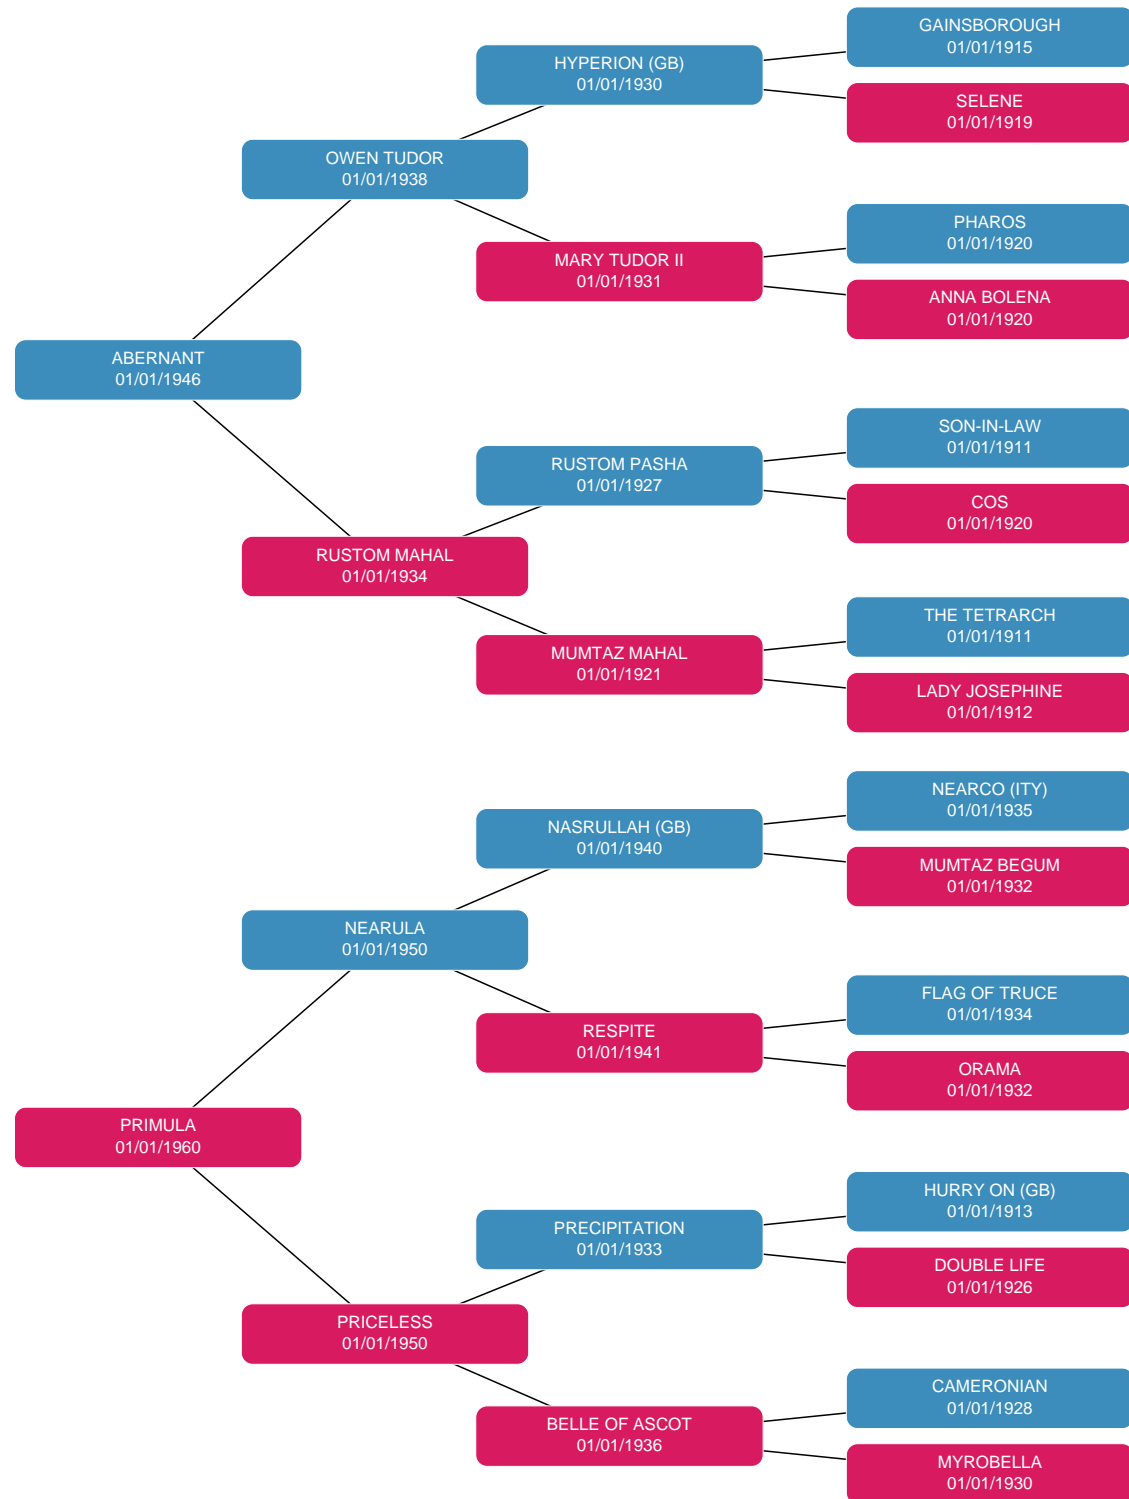 GAINSBOROUGH
01/01/1915
HYPERION (GB)
01/01/1930
SELENE
01/01/1919
OWEN TUDOR
01/01/1938
PHAROS
01/01/1920
MARY TUDOR II
01/01/1931
ANNA BOLENA
01/01/1920
ABERNANT
01/01/1946
SON-IN-LAW
01/01/1911
RUSTOM PASHA
01/01/1927
COS
01/01/1920
RUSTOM MAHAL
01/01/1934
THE TETRARCH
01/01/1911
MUMTAZ MAHAL
01/01/1921
LADY JOSEPHINE
01/01/1912
NEARCO (ITY)
01/01/1935
NASRULLAH (GB)
01/01/1940
MUMTAZ BEGUM
01/01/1932
NEARULA
01/01/1950
FLAG OF TRUCE
01/01/1934
RESPITE
01/01/1941
ORAMA
01/01/1932
PRIMULA
01/01/1960
HURRY ON (GB)
01/01/1913
PRECIPITATION
01/01/1933
DOUBLE LIFE
01/01/1926
PRICELESS
01/01/1950
CAMERONIAN
01/01/1928
BELLE OF ASCOT
01/01/1936
MYROBELLA
01/01/1930